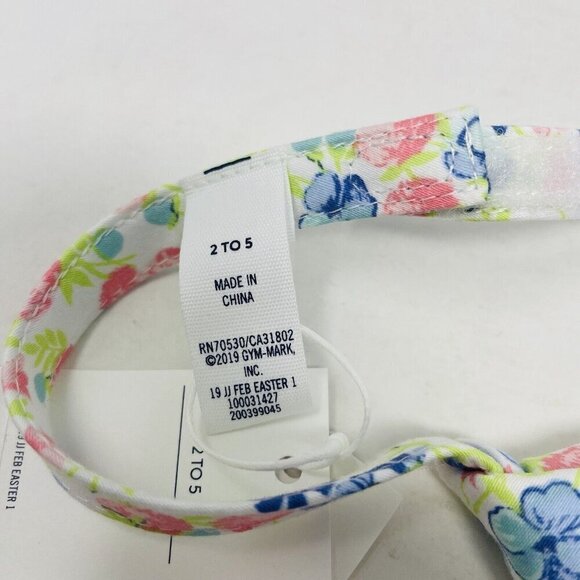 2 TO 5
MADE IN
CHINA
RN70530/CA31802
©2019 GYM-MARK,
INC.
19 JJ FEB EASTER 1
100031427
200399045
2 TO 5
19 JJ FEB EASTER 1